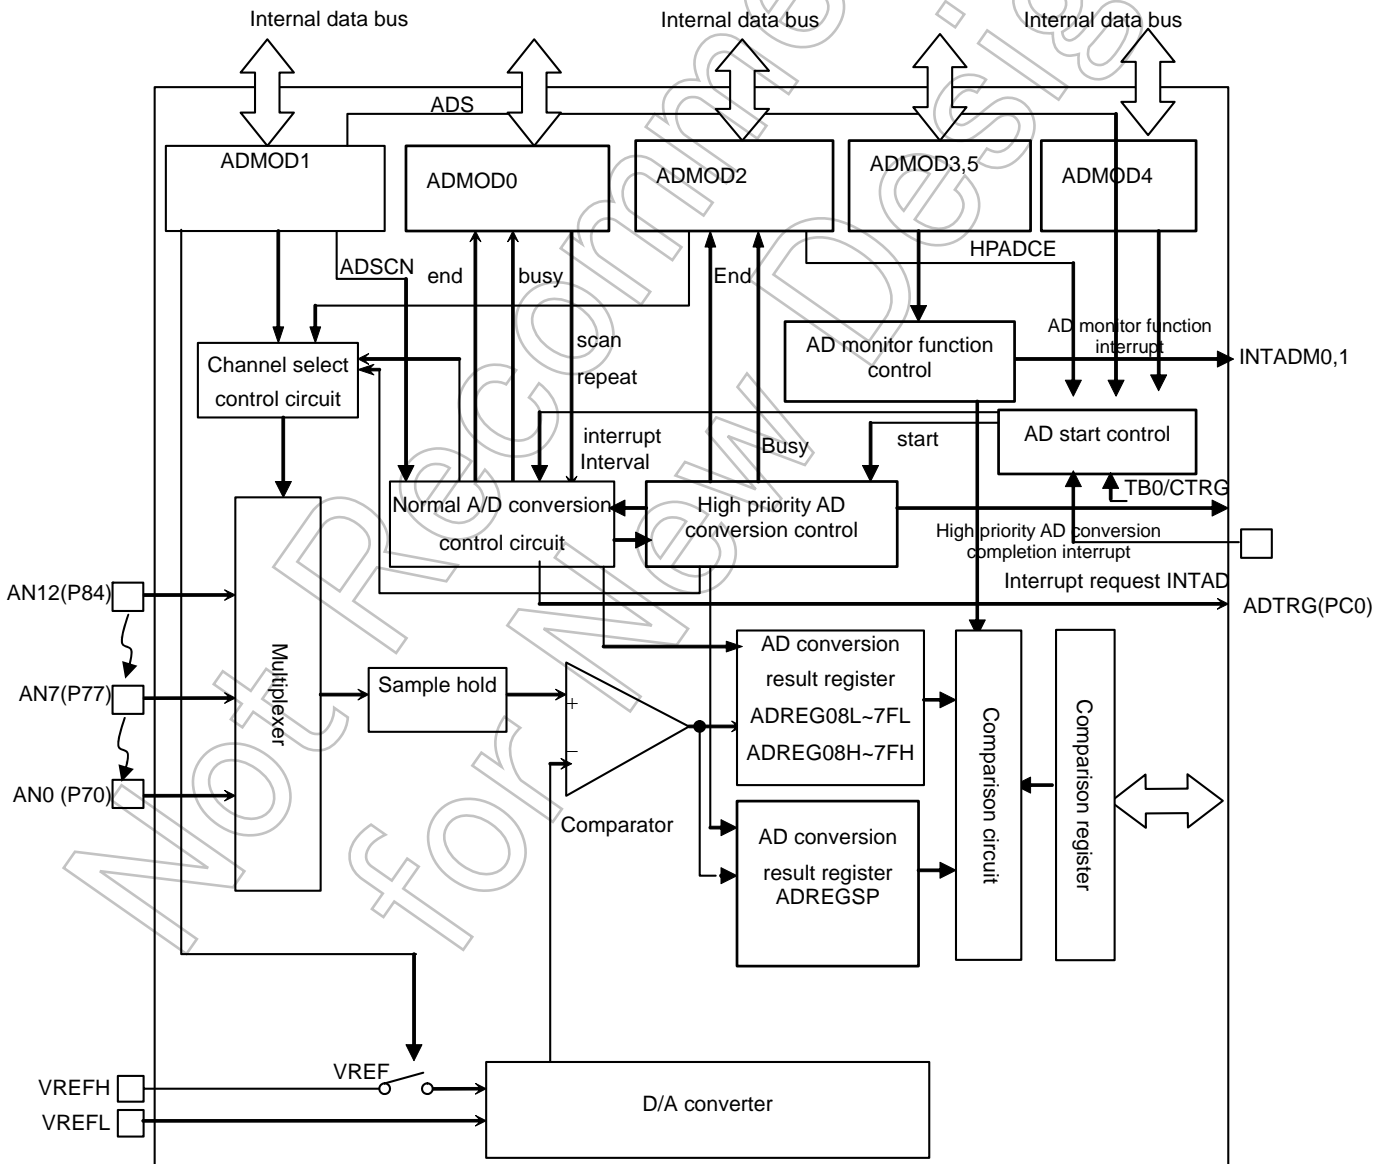 Internal data bus
Internal data bus
Internal data bus
ADS
ADMOD1
ADMOD0
ADMOD2
ADMOD3,5
ADMOD4
ADSCN
end
busy
End
HPADCE
scan
repeat
AD monitor function
interrupt
INTADM0,1
Channel select
control circuit
AD monitor function
control
interrupt
Interval
Busy
start
AD start control
TB0/CTRG
Normal A/D conversion
control circuit
High priority AD
conversion control
High priority AD conversion
completion interrupt
Interrupt request INTAD
ADTRG(PC0)
AN12(P84)
AN7(P77)
AN0 (P70)
Multiplexer
Sample hold
+
−
Comparator
AD conversion
result register
ADREG08L~7FL
ADREG08H~7FH
AD conversion
result register
ADREGSP
Comparison circuit
Comparison register
VREFH
VREF
VREFL
D/A converter
Not Recommended
for New Design